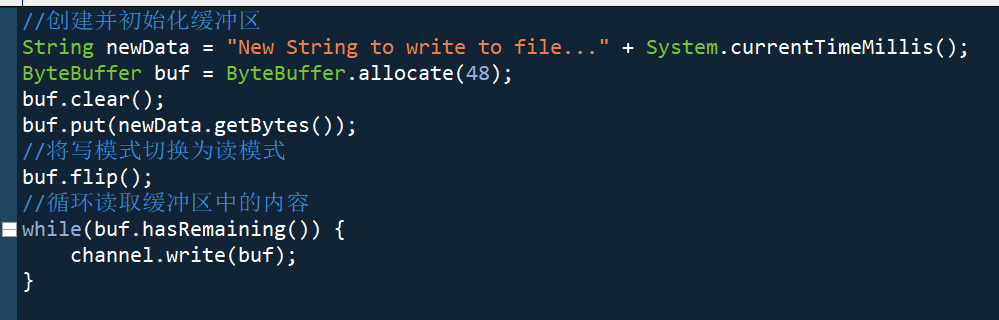 //创建并初始化缓冲区
String newData = "New String to write to file..." + System.currentTimeMillis();
ByteBuffer buf = ByteBuffer.allocate(48);
buf.clear();
buf.put(newData.getBytes());
//将写模式切换为读模式
buf.flip();
//循环读取缓冲区中的内容
while(buf.hasRemaining()) {
    channel.write(buf);
}